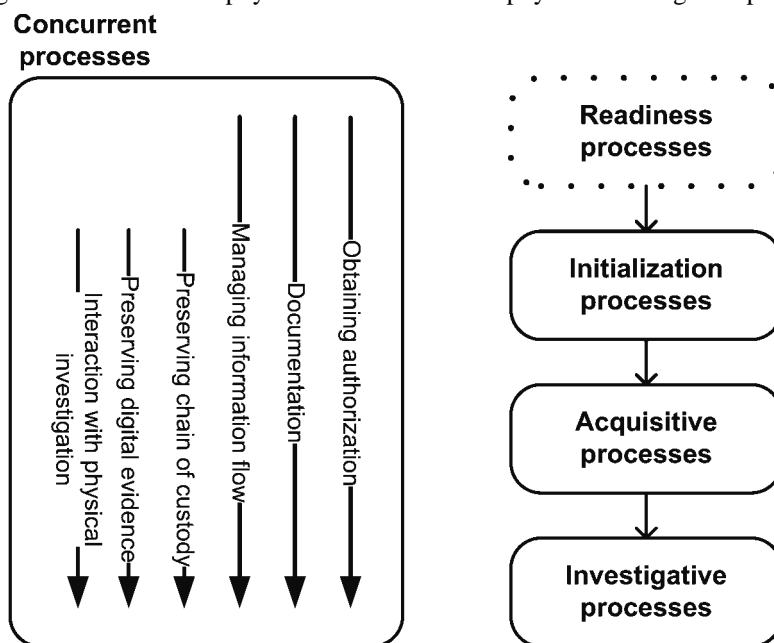 Concurrent
processes
Interaction with physical
investigation
Preserving digital evidence
Preserving chain of custody
Managing information flow
Documentation
Obtaining authorization
Readiness
processes
Initialization
processes
Acquisitive
processes
Investigative
processes